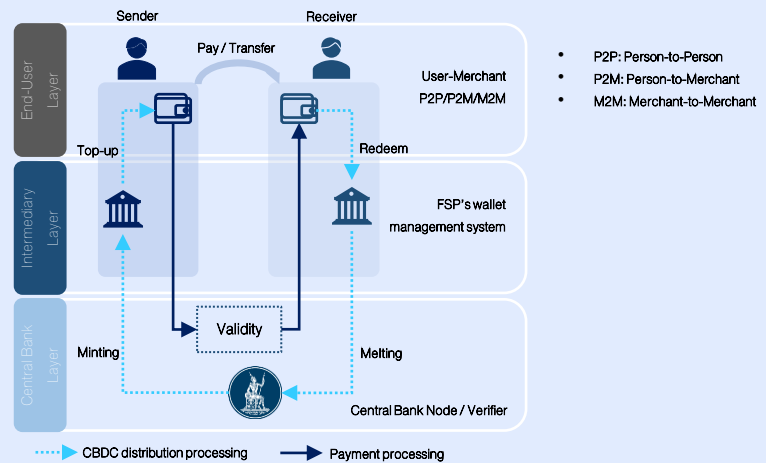 Sender
Receiver
Pay / Transfer
End-User
Layer
User-Merchant
P2P/P2M/M2M
• P2P: Person-to-Person
• P2M: Person-to-Merchant
• M2M: Merchant-to-Merchant
Top-up
Redeem
Intermediary
Layer
FSP's wallet
management system
Central Bank
Layer
Validity
Minting
Melting
Central Bank Node / Verifier
CBDC distribution processing
Payment processing